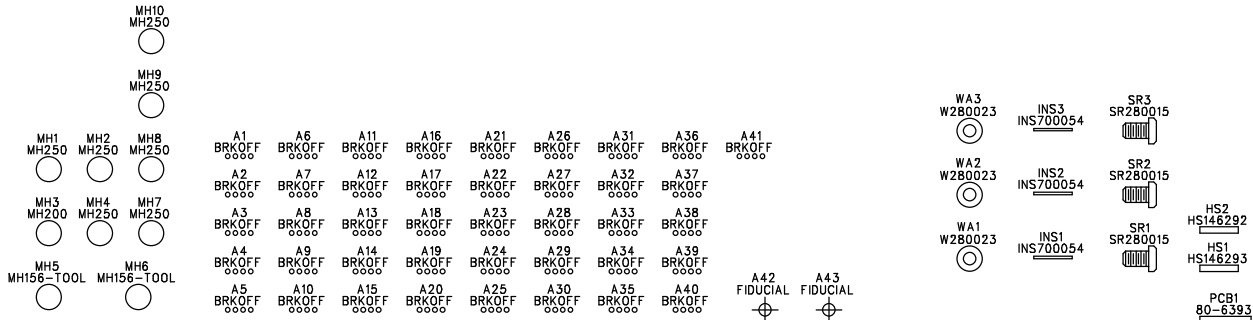 MH10
MH250
MH9
MH250
MH1
MH250
MH2
MH250
MH8
MH250
MH3
MH200
MH4
MH250
MH7
MH250
MH5
MH156-TOOL
MH6
MH156-TOOL
A1
BRKOFF
A6
BRKOFF
A11
BRKOFF
A16
BRKOFF
A21
BRKOFF
A26
BRKOFF
A31
BRKOFF
A36
BRKOFF
A41
BRKOFF
A2
BRKOFF
A7
BRKOFF
A12
BRKOFF
A17
BRKOFF
A22
BRKOFF
A27
BRKOFF
A32
BRKOFF
A37
BRKOFF
A3
BRKOFF
A8
BRKOFF
A13
BRKOFF
A18
BRKOFF
A23
BRKOFF
A28
BRKOFF
A33
BRKOFF
A38
BRKOFF
A4
BRKOFF
A9
BRKOFF
A14
BRKOFF
A19
BRKOFF
A24
BRKOFF
A29
BRKOFF
A34
BRKOFF
A39
BRKOFF
A5
BRKOFF
A10
BRKOFF
A15
BRKOFF
A20
BRKOFF
A25
BRKOFF
A30
BRKOFF
A35
BRKOFF
A40
BRKOFF
A42
FIDUCIAL
A43
FIDUCIAL
WA3
W280023
INS3
INS700054
SR3
SR280015
WA2
W280023
INS2
INS700054
SR2
SR280015
WA1
W280023
INS1
INS700054
SR1
SR280015
HS2
HS146292
HS1
HS146293
PCB1
80-6393